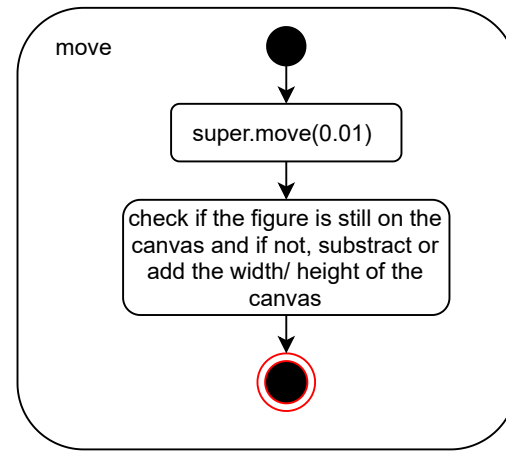 move
super.move(0.01)
check if the figure is still on the
canvas and if not, substract or
add the width/ height of the
canvas